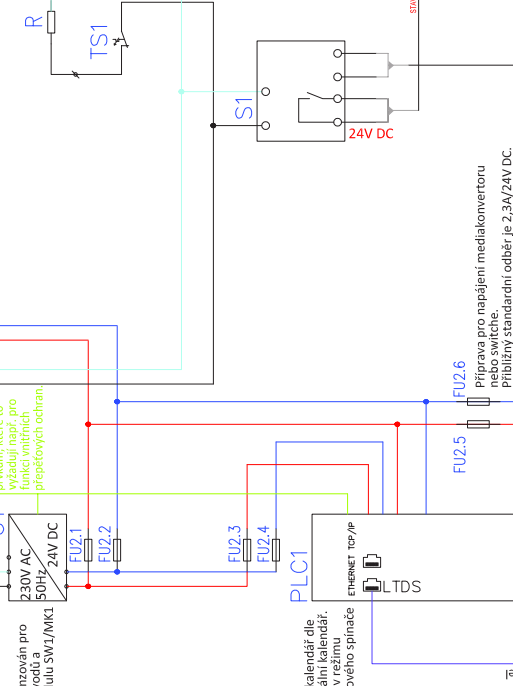 R
TS1
S1
24V DC
Příprava pro napájení mediakonvertoru
nebo switche.
Přibližný standardní odběr je 2,3A/24V DC.
FU2.6
FU2.5
vyžadují např. pro
funkci vnitřních
přepěťových ochran.
230V AC
50Hz
24V DC
FU2.1
FU2.2
FU2.3
FU2.4
PLC1
ETHERNET TCP/IP
LTDS
nzován pro
vodů a
lulu SW1/MK1
kalendář dle
ální kalendář.
v režimu
ového spínače